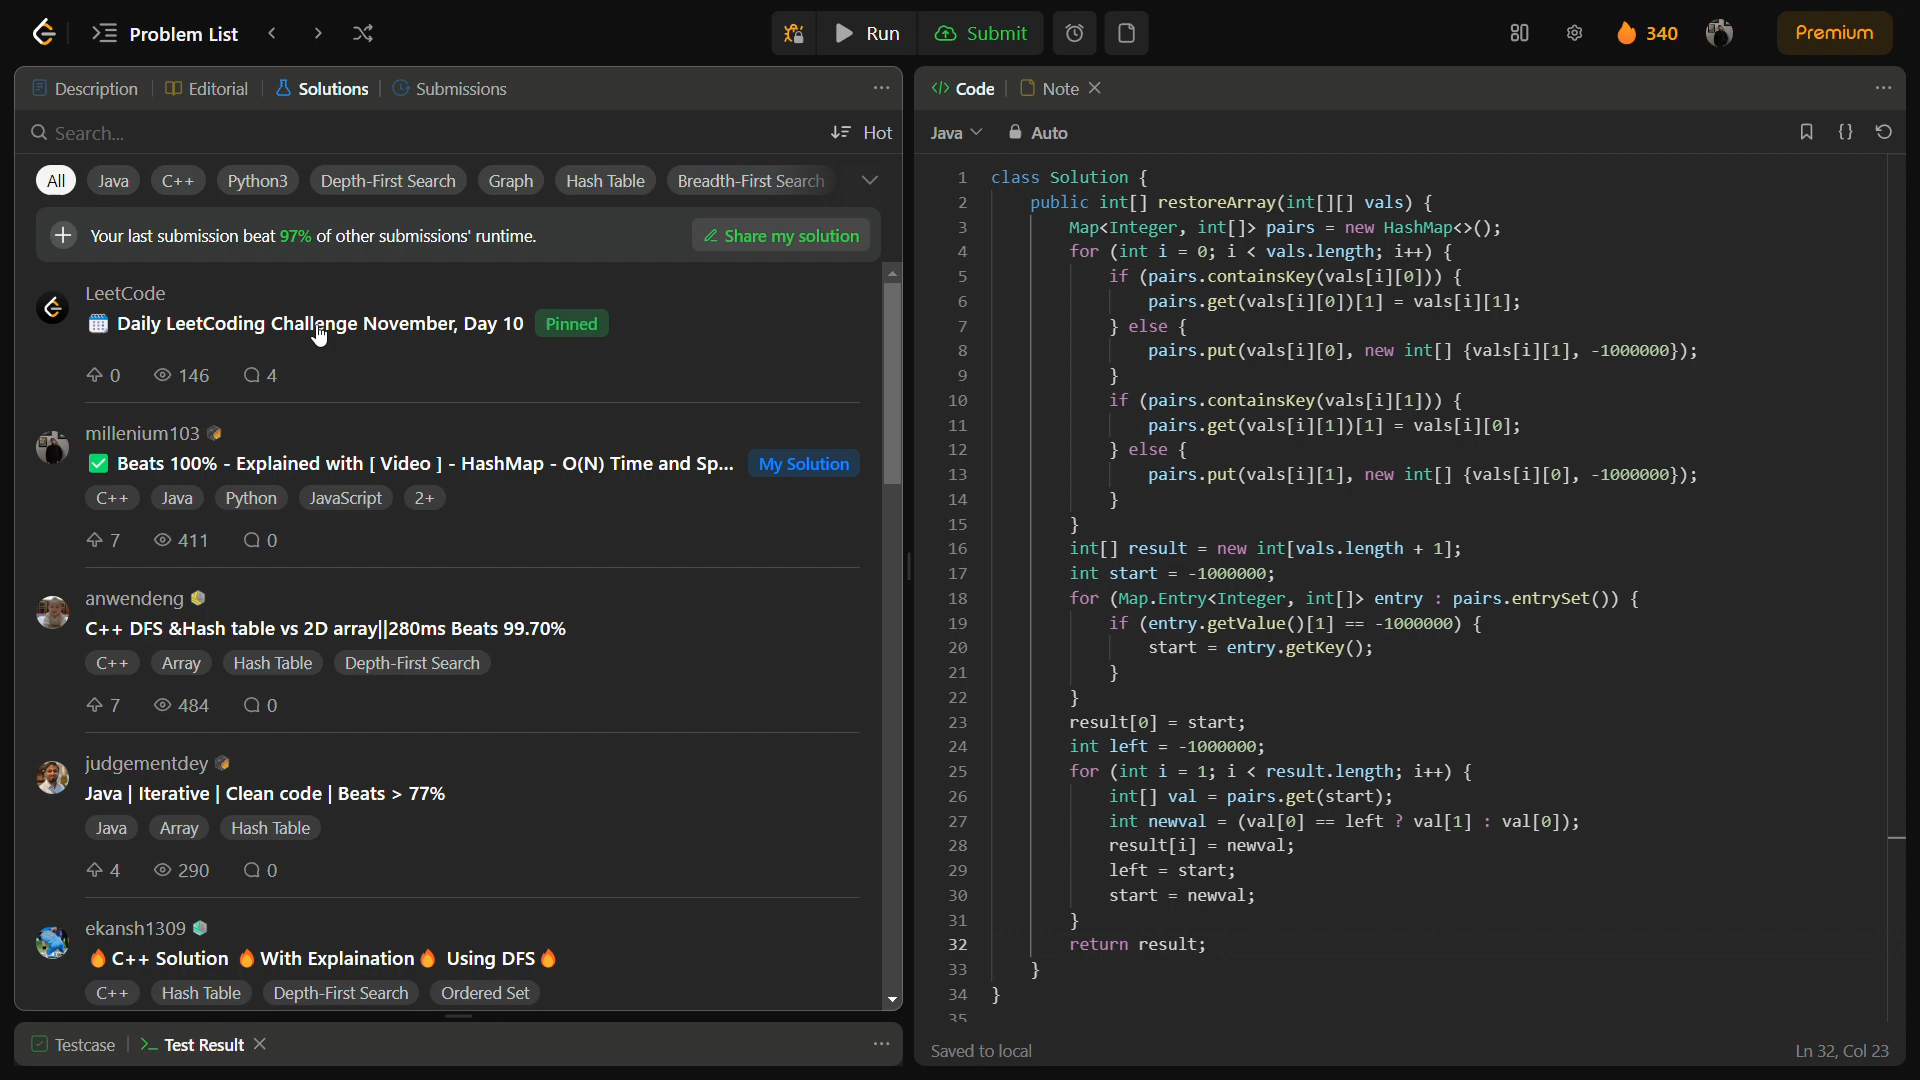 Problem List
Run
Submit
340
Premium
Description
Editorial
Solutions
Submissions
Search...
Hot
All
Java
C++
Python3
Depth-First Search
Graph
Hash Table
Breadth-First Search
Your last submission beat 97% of other submissions' runtime.
Share my solution
LeetCode
Daily LeetCoding Challenge November, Day 10
Pinned
0 146 4
millenium103
Beats 100% - Explained with [ Video ] - HashMap - O(N) Time and Sp...
My Solution
C++ Java Python JavaScript 2+
7 411 0
anwendeng
C++ DFS &Hash table vs 2D array||280ms Beats 99.70%
C++ Array Hash Table Depth-First Search
7 484 0
judgementdey
Java | Iterative | Clean code | Beats > 77%
Java Array Hash Table
4 290 0
ekansh1309
🔥C++ Solution 🔥With Explaination🔥 Using DFS🔥
C++ Hash Table Depth-First Search Ordered Set
Testcase
Test Result
</> Code
Note
Java
Auto
1 class Solution {
2 public int[] restoreArray(int[][] vals) {
3 Map<Integer, int[]> pairs = new HashMap<>();
4 for (int i = 0; i < vals.length; i++) {
5 if (pairs.containsKey(vals[i][0])) {
6 pairs.get(vals[i][0])[1] = vals[i][1];
7 } else {
8 pairs.put(vals[i][0], new int[] {vals[i][1], -1000000});
9 }
10 if (pairs.containsKey(vals[i][1])) {
11 pairs.get(vals[i][1])[1] = vals[i][0];
12 } else {
13 pairs.put(vals[i][1], new int[] {vals[i][0], -1000000});
14 }
15 }
16 int[] result = new int[vals.length + 1];
17 int start = -1000000;
18 for (Map.Entry<Integer, int[]> entry : pairs.entrySet()) {
19 if (entry.getValue()[1] == -1000000) {
20 start = entry.getKey();
21 }
22 }
23 result[0] = start;
24 int left = -1000000;
25 for (int i = 1; i < result.length; i++) {
26 int[] val = pairs.get(start);
27 int newval = (val[0] == left ? val[1] : val[0]);
28 result[i] = newval;
29 left = start;
30 start = newval;
31 }
32 return result;
33 }
34 }
35
Saved to local
Ln 32, Col 23